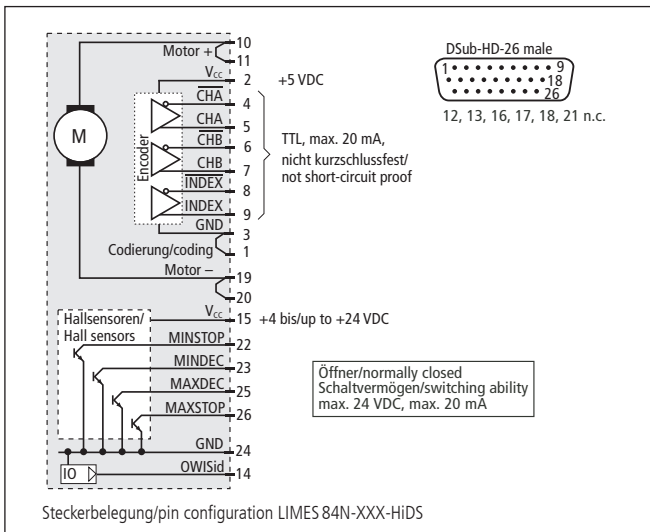 Motor + 10
11
V_CC 2 +5 VDC
CHA 4
CHA 5
CHB 6
CHB 7
INDEX 8
INDEX 9
GND 3
Codierung/coding 1
Motor – 19
20
M
Encoder
TTL, max. 20 mA,
nicht kurzschlussfest/
not short-circuit proof
DSub-HD-26 male
1 9
18
26
12, 13, 16, 17, 18, 21 n.c.
Hallsensoren/
Hall sensors
V_CC 15 +4 bis/up to +24 VDC
MINSTOP 22
MINDEC 23
MAXDEC 25
MAXSTOP 26
GND 24
IO OWISid 14
Öffner/normally closed
Schaltvermögen/switching ability
max. 24 VDC, max. 20 mA
Steckerbelegung/pin configuration LIMES 84N-XXX-HiDS